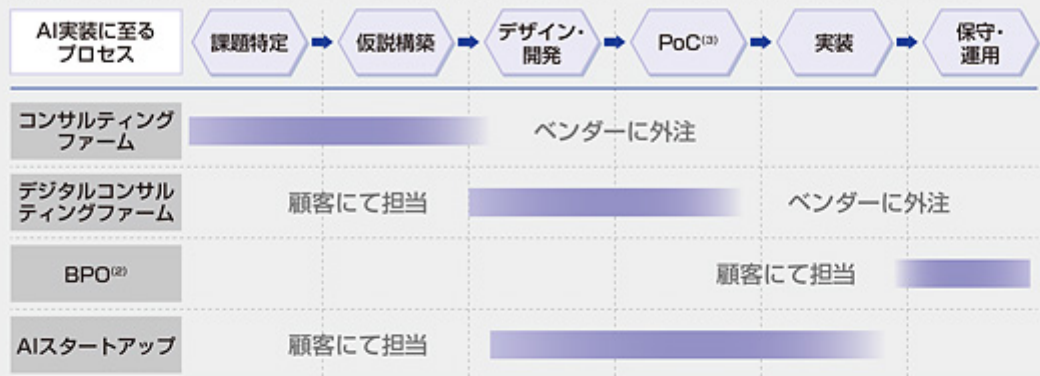 AI実装に至る
プロセス
課題特定
仮説構築
デザイン・
開発
PoC(3)
実装
保守・
運用
コンサルティング
ファーム
ベンダーに外注
デジタルコンサル
ティングファーム
顧客にて担当
ベンダーに外注
BPO(2)
顧客にて担当
AIスタートアップ
顧客にて担当